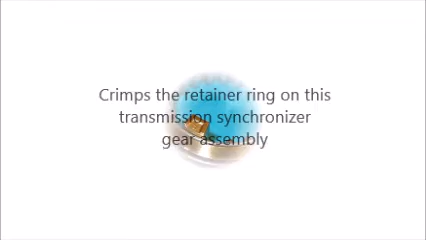 Crimps the retainer ring on this
transmission synchronizer
gear assembly